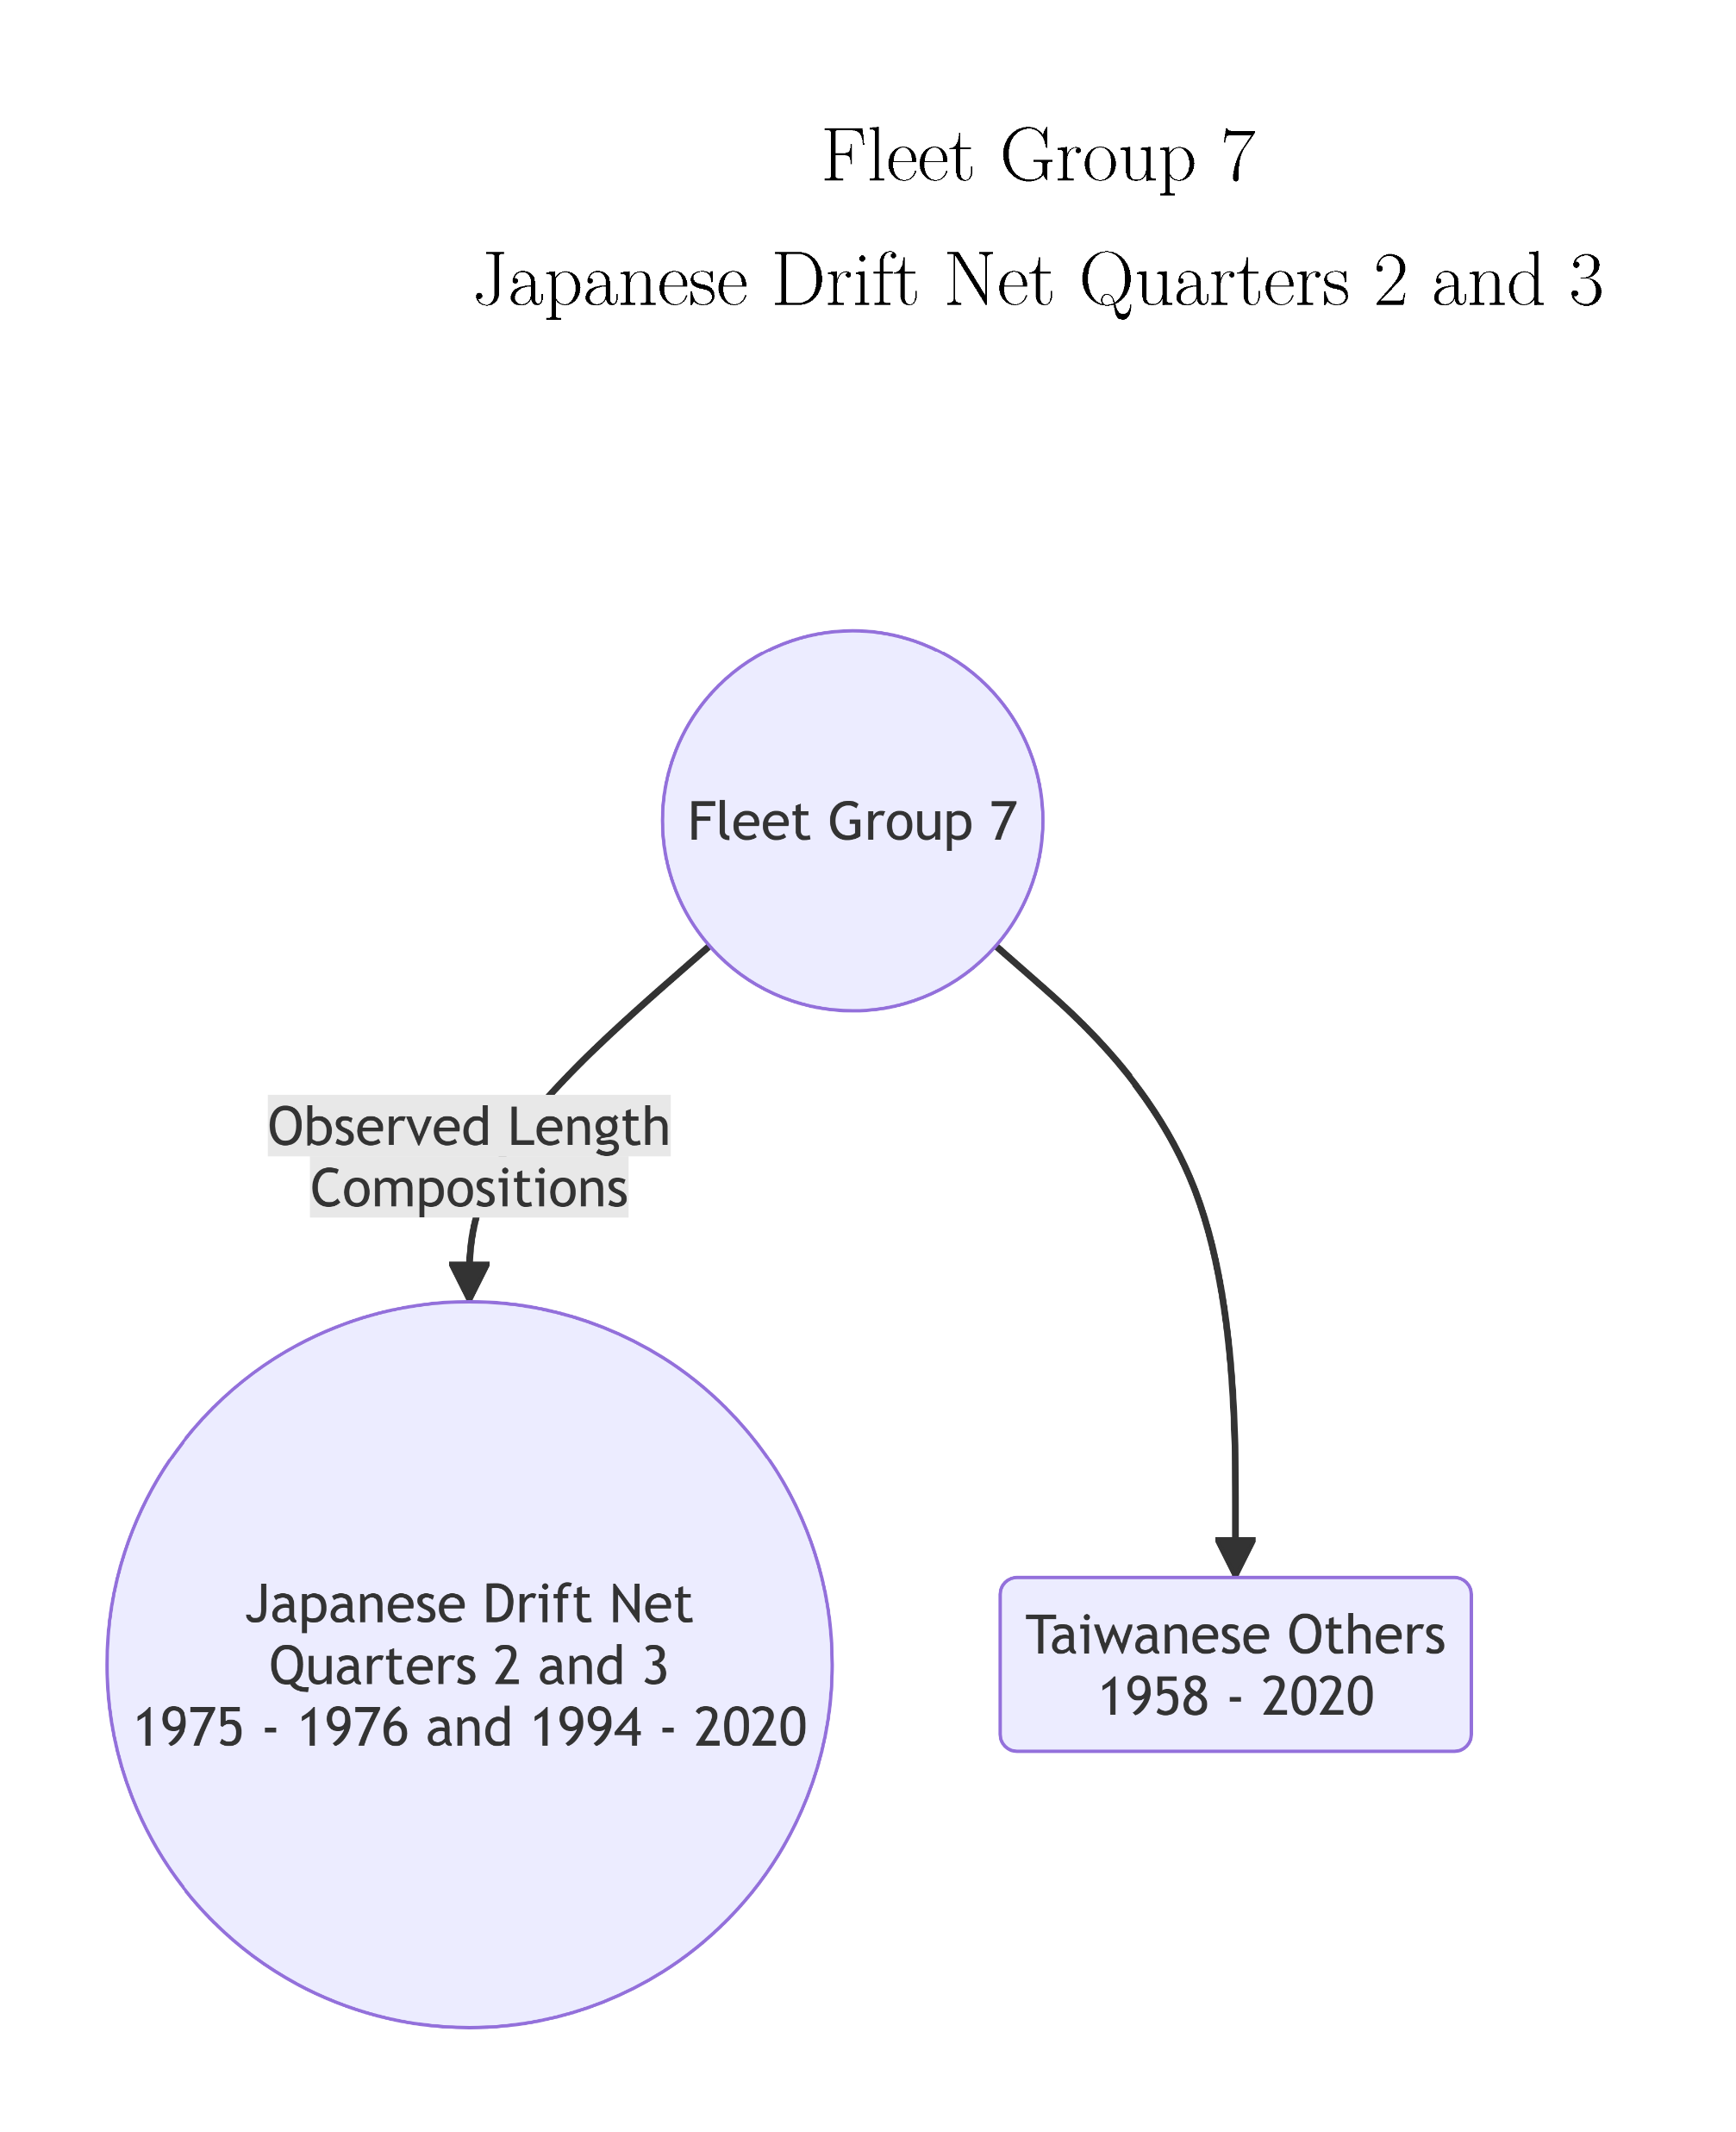 Fleet Group 7
Japanese Drift Net Quarters 2 and 3
Fleet Group 7
Observed Length
Compositions
Japanese Drift Net
Quarters 2 and 3
1975 - 1976 and 1994 - 2020
Taiwanese Others
1958 - 2020